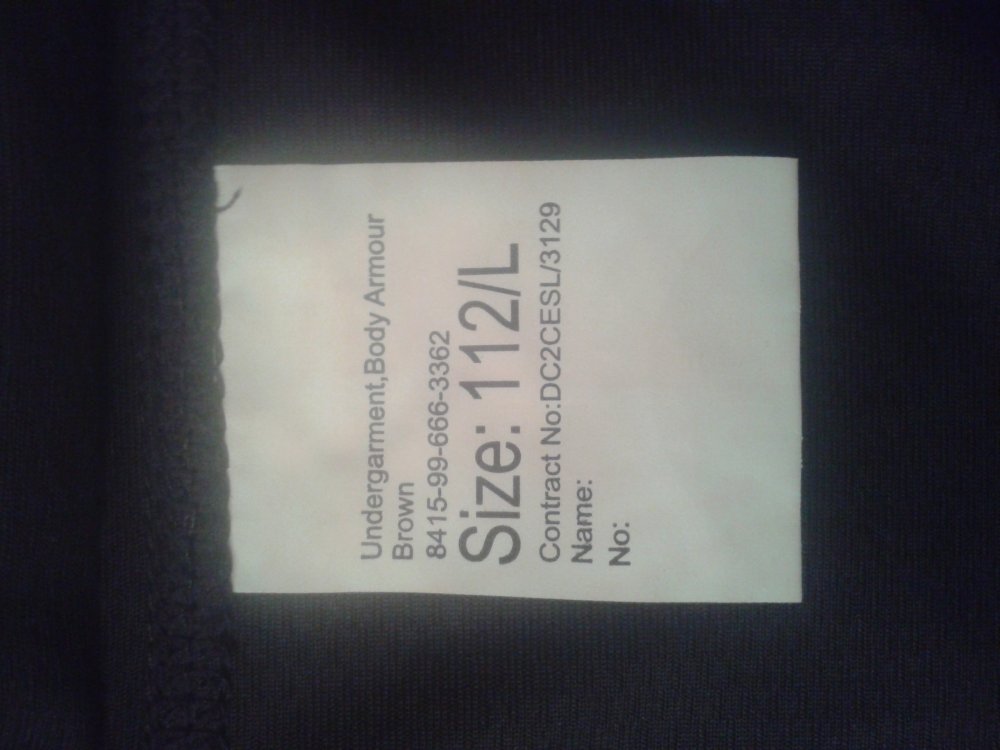 Undergarment,Body Armour
Brown
8415-99-666-3362
Size: 112/L
Contract No:DC2CESL/3129
Name:
No: